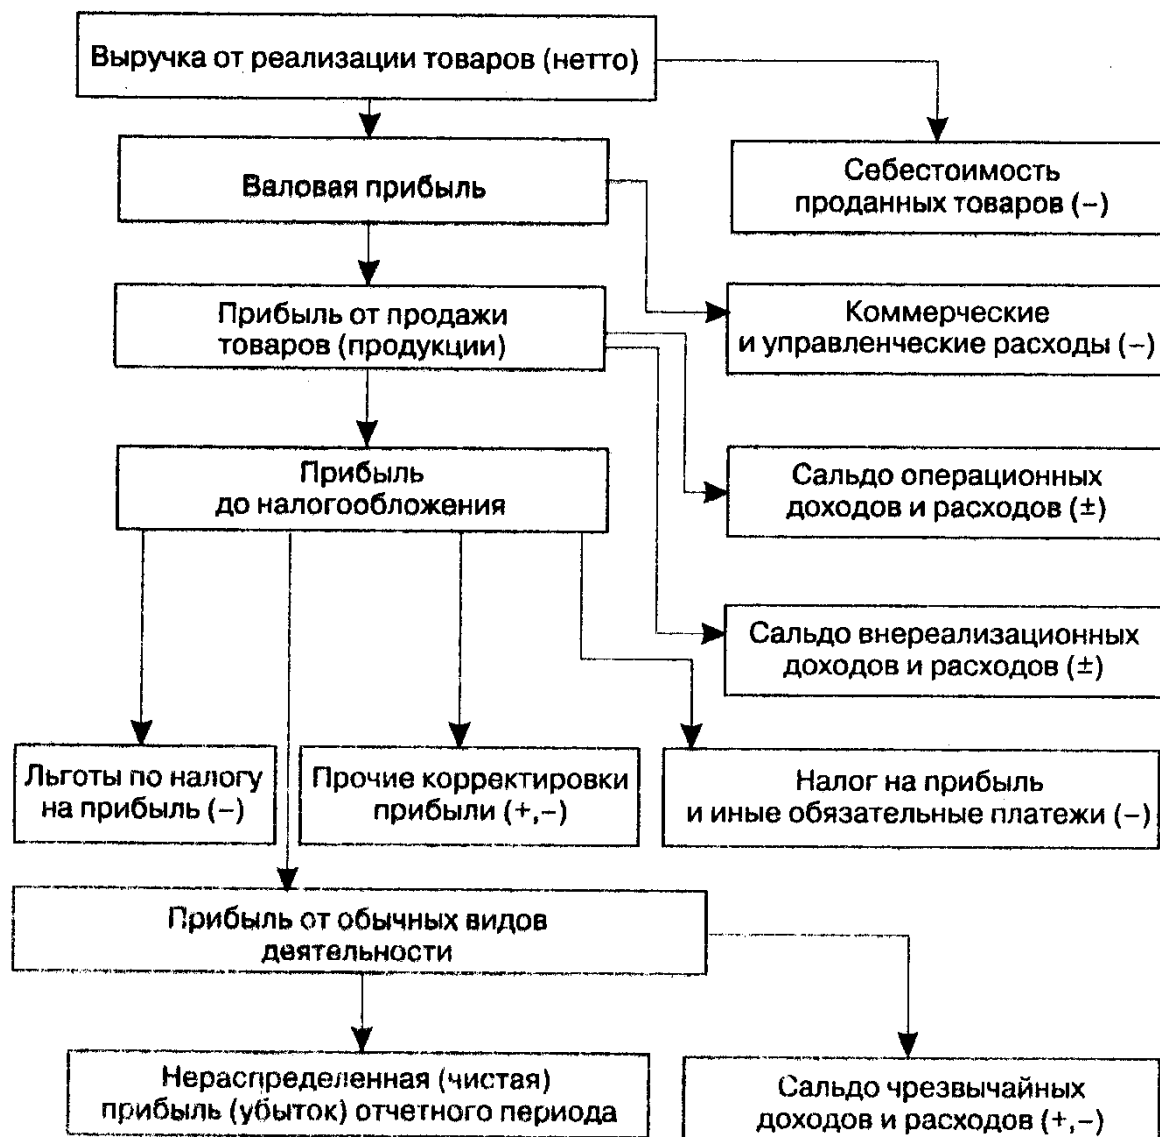 Выручка от реализации товаров (нетто)
Валовая прибыль
Себестоимость
проданных товаров (–)
Прибыль от продажи
товаров (продукции)
Коммерческие
и управленческие расходы (–)
Прибыль
до налогообложения
Сальдо операционных
доходов и расходов (±)
Сальдо внереализационных
доходов и расходов (±)
Льготы по налогу
на прибыль (–)
Прочие корректировки
прибыли (+,–)
Налог на прибыль
и иные обязательные платежи (–)
Прибыль от обычных видов
деятельности
Нераспределенная (чистая)
прибыль (убыток) отчетного периода
Сальдо чрезвычайных
доходов и расходов (+,–)